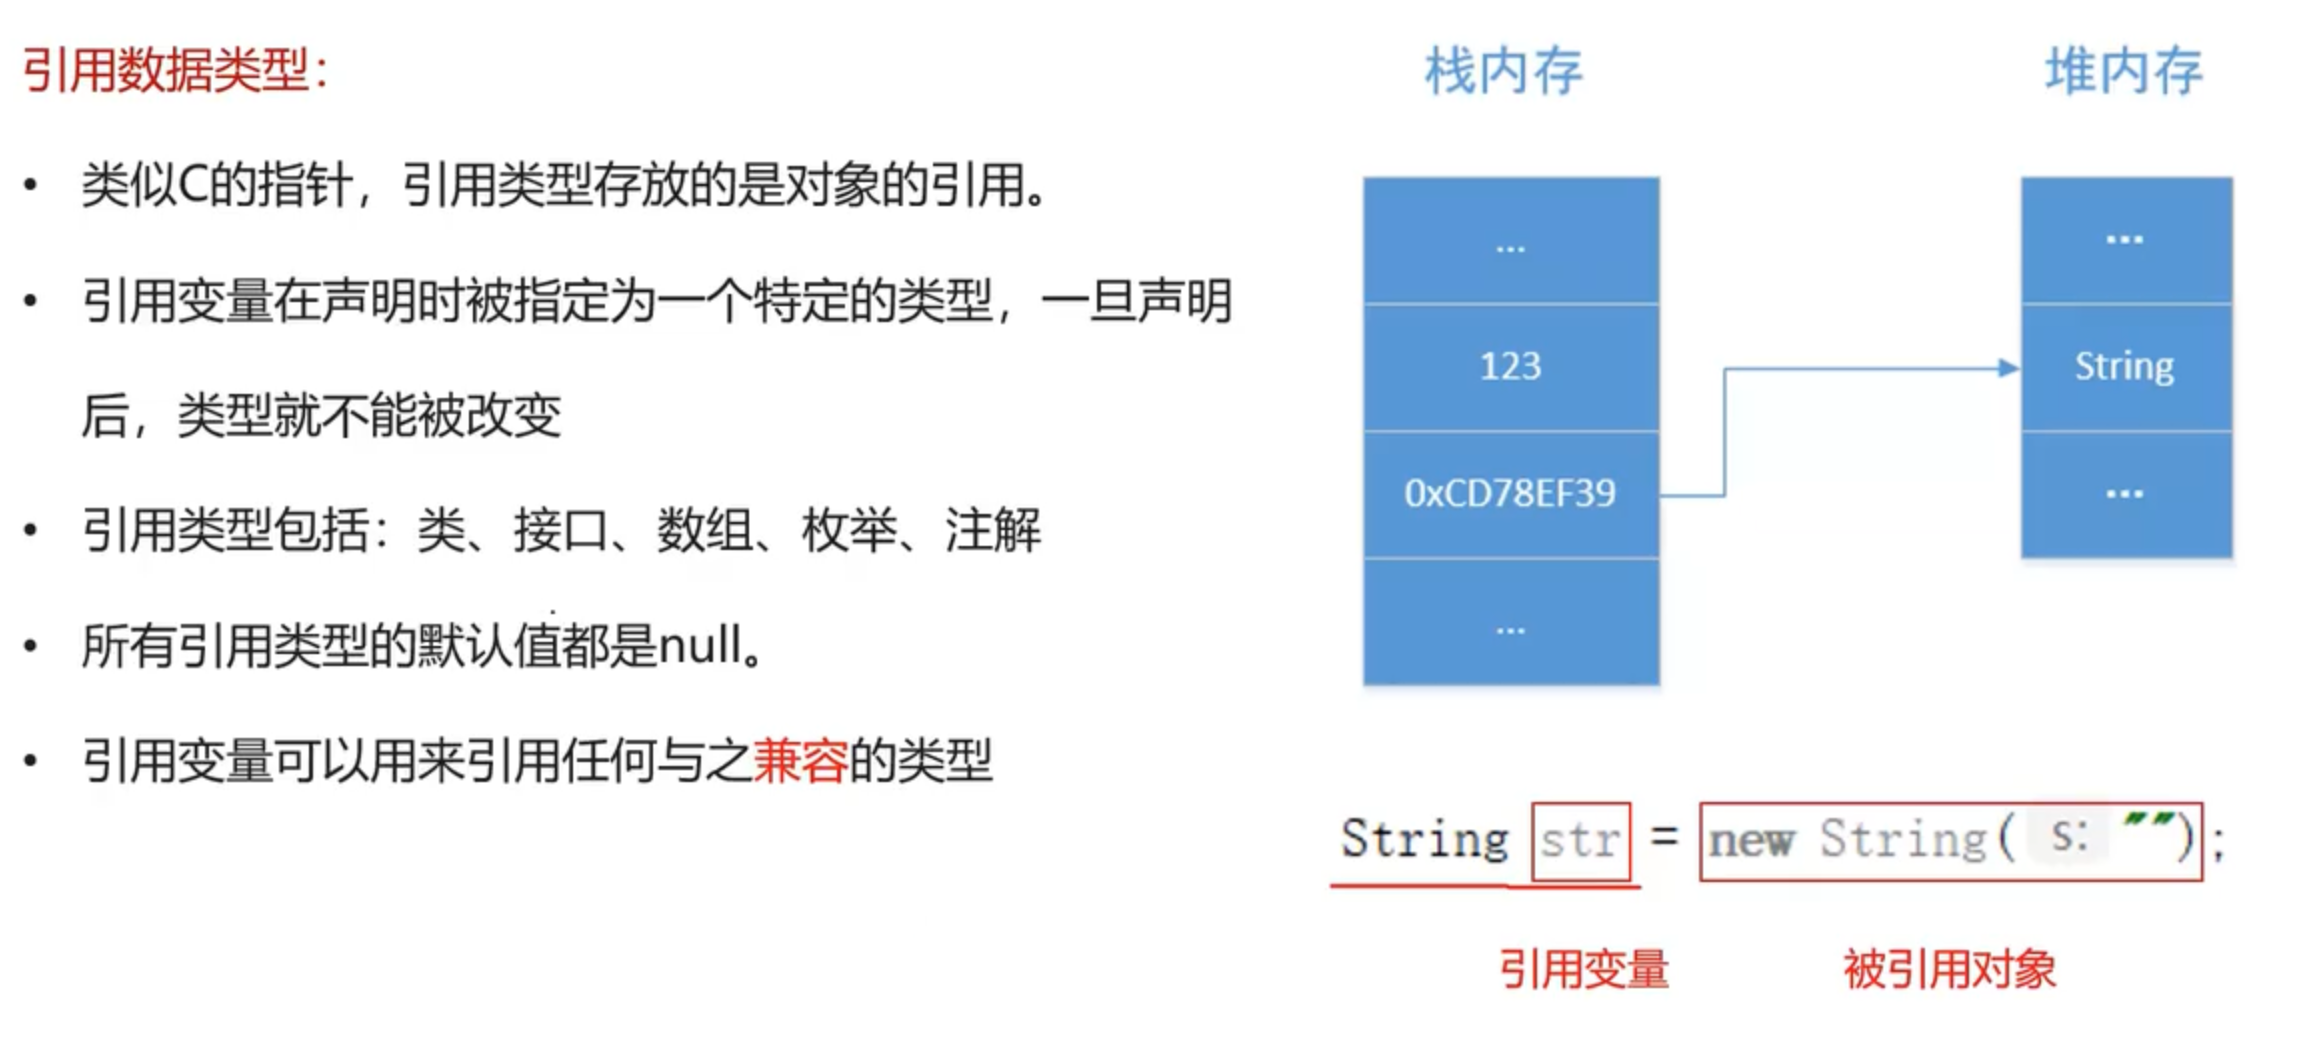 引用数据类型：
• 类似C的指针，引用类型存放的是对象的引用。
• 引用变量在声明时被指定为一个特定的类型，一旦声明
后，类型就不能被改变
• 引用类型包括：类、接口、数组、枚举、注解
• 所有引用类型的默认值都是null。
• 引用变量可以用来引用任何与之兼容的类型
栈内存
...
123
0xCD78EF39
...
堆内存
...
String
...
String str = new String( s: "");
引用变量
被引用对象